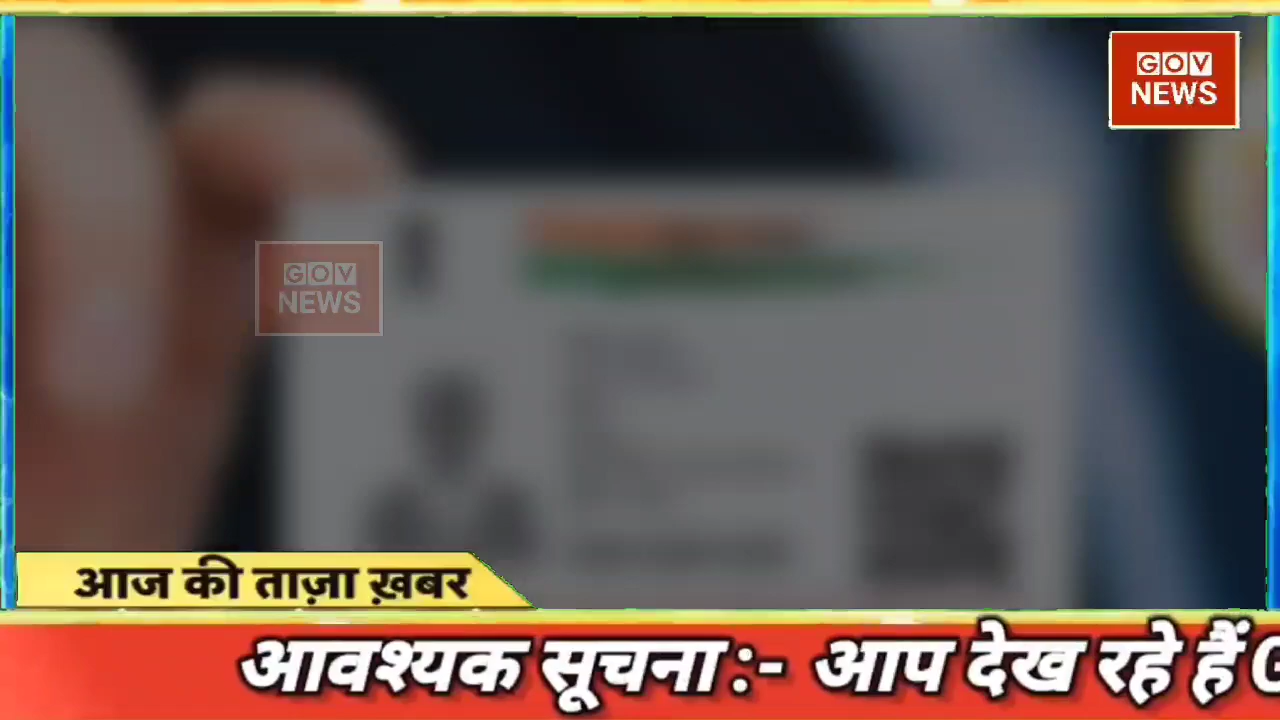 GOV
NEWS
GOV
NEWS
आज की ताज़ा ख़बर
आवश्यक सूचना :- आप देख रहे हैं G